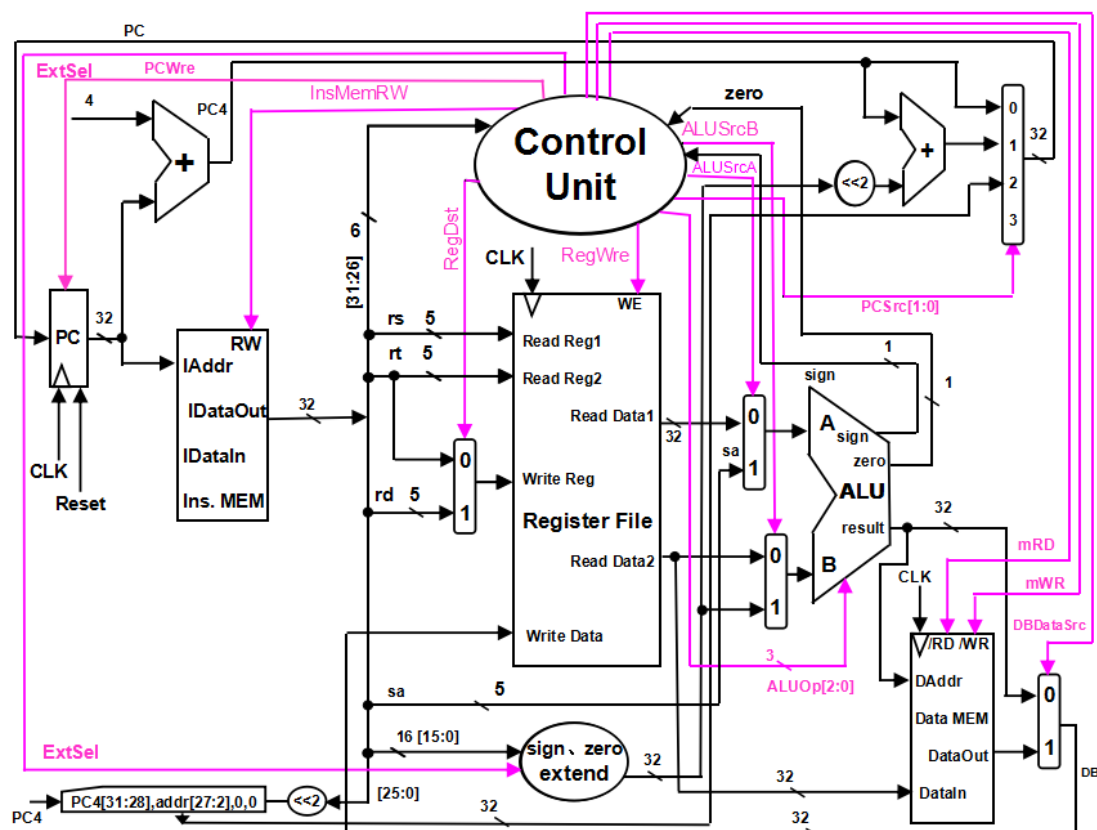 PC
ExtSel
PCWre
InsMemRW
4
PC4
+
Control
Unit
zero
ALUSrcB
ALUSrcA
<<2
+
0
1
2
3
32
6
[31:26]
RegDst
CLK
RegWre
PCSrc[1:0]
PC
32
CLK
Reset
RW
IAddr
IDataOut
IDataIn
Ins. MEM
32
rs
5
rt
5
rd
5
0
1
WE
Read Reg1
Read Reg2
Read Data1
Write Reg
Register File
Read Data2
Write Data
32
sa
0
1
0
1
sign
1
1
A
sign
zero
ALU
result
B
32
3
ALUOp[2:0]
mRD
mWR
CLK
DBDataSrc
/RD /WR
DAddr
Data MEM
DataOut
DataIn
0
1
DB
sa
5
ExtSel
16 [15:0]
sign、zero
extend
32
32
PC4
PC4[31:28],addr[27:2],0,0
<<2
[25:0]
32
32